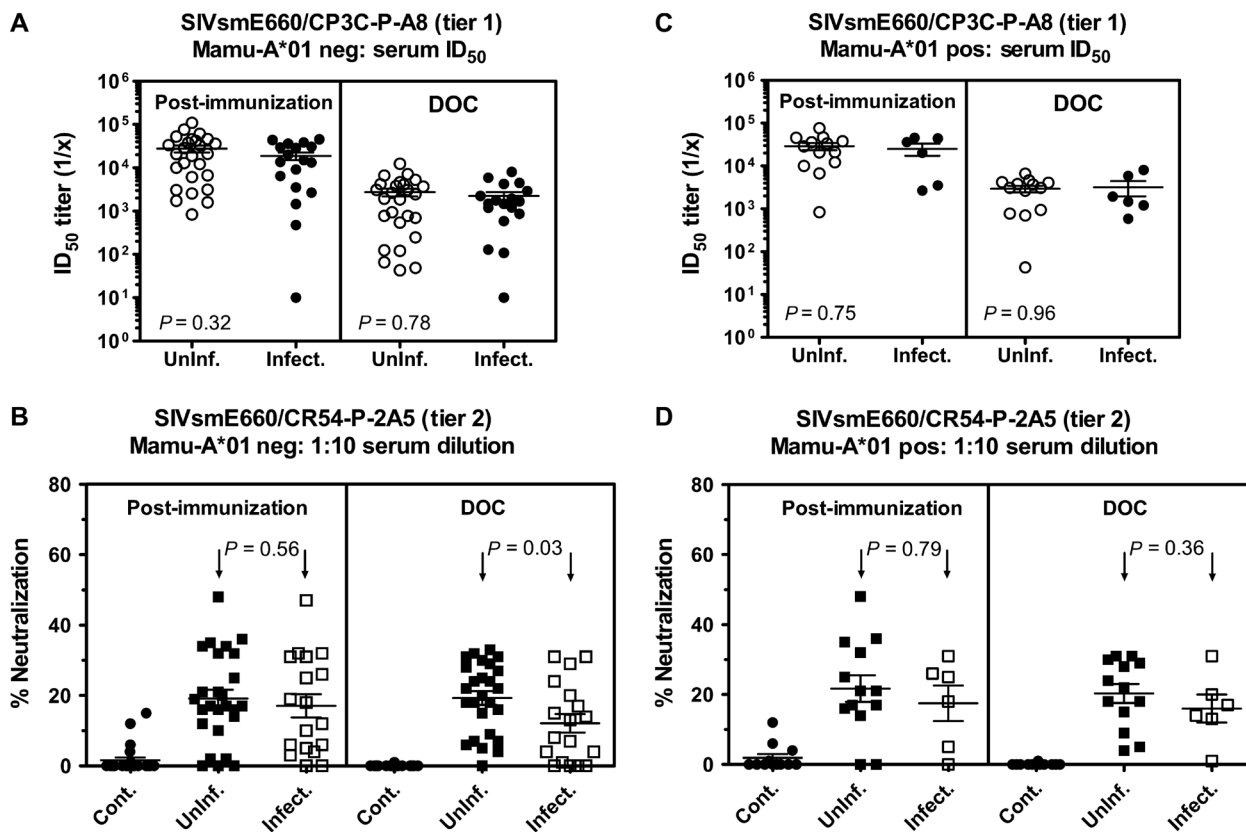 A
SIVsmE660/CP3C-P-A8 (tier 1)
Mamu-A*01 neg: serum ID50
ID50 titer (1/x)
10^6
10^5
10^4
10^3
10^2
10^1
10^0
Post-immunization
DOC
P = 0.32
P = 0.78
UnInf.
Infect.
UnInf.
Infect.
C
SIVsmE660/CP3C-P-A8 (tier 1)
Mamu-A*01 pos: serum ID50
ID50 titer (1/x)
10^6
10^5
10^4
10^3
10^2
10^1
10^0
Post-immunization
DOC
P = 0.75
P = 0.96
UnInf.
Infect.
UnInf.
Infect.
B
SIVsmE660/CR54-P-2A5 (tier 2)
Mamu-A*01 neg: 1:10 serum dilution
% Neutralization
80
60
40
20
0
Post-immunization
DOC
P = 0.56
P = 0.03
Cont.
UnInf.
Infect.
Cont.
UnInf.
Infect.
D
SIVsmE660/CR54-P-2A5 (tier 2)
Mamu-A*01 pos: 1:10 serum dilution
% Neutralization
80
60
40
20
0
Post-immunization
DOC
P = 0.79
P = 0.36
Cont.
UnInf.
Infect.
Cont.
UnInf.
Infect.